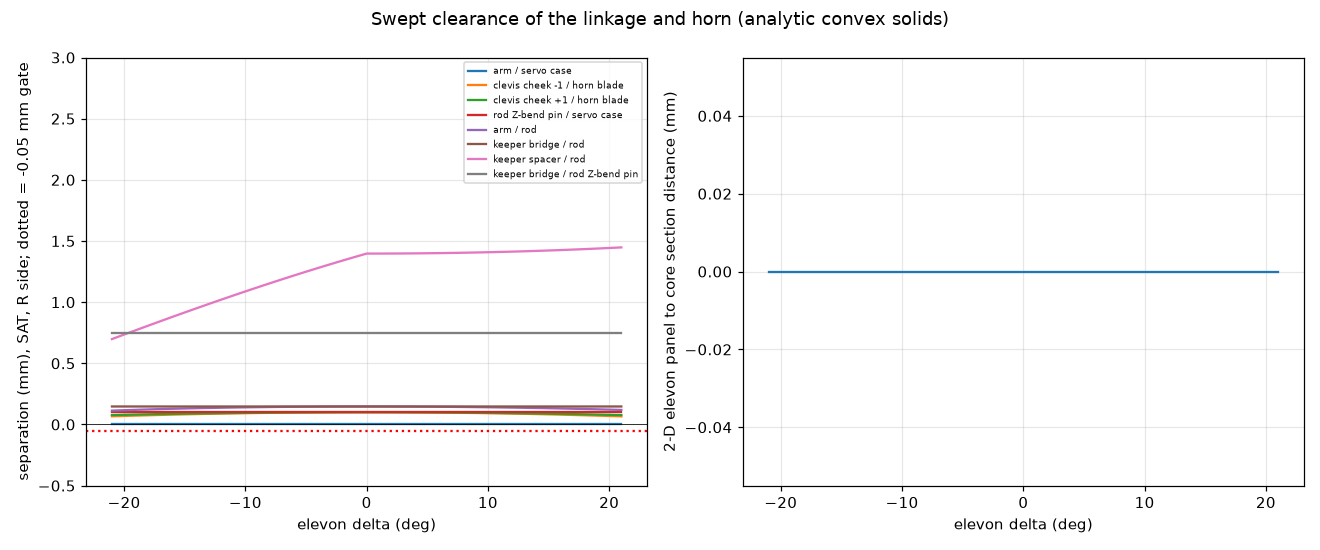 Swept clearance of the linkage and horn (analytic convex solids)
separation (mm), SAT, R side; dotted = -0.05 mm gate
3.0
2.5
2.0
1.5
1.0
0.5
0.0
−0.5
arm / servo case
clevis cheek -1 / horn blade
clevis cheek +1 / horn blade
rod Z-bend pin / servo case
arm / rod
keeper bridge / rod
keeper spacer / rod
keeper bridge / rod Z-bend pin
−20
−10
0
10
20
elevon delta (deg)
2-D elevon panel to core section distance (mm)
0.04
0.02
0.00
−0.02
−0.04
−20
−10
0
10
20
elevon delta (deg)